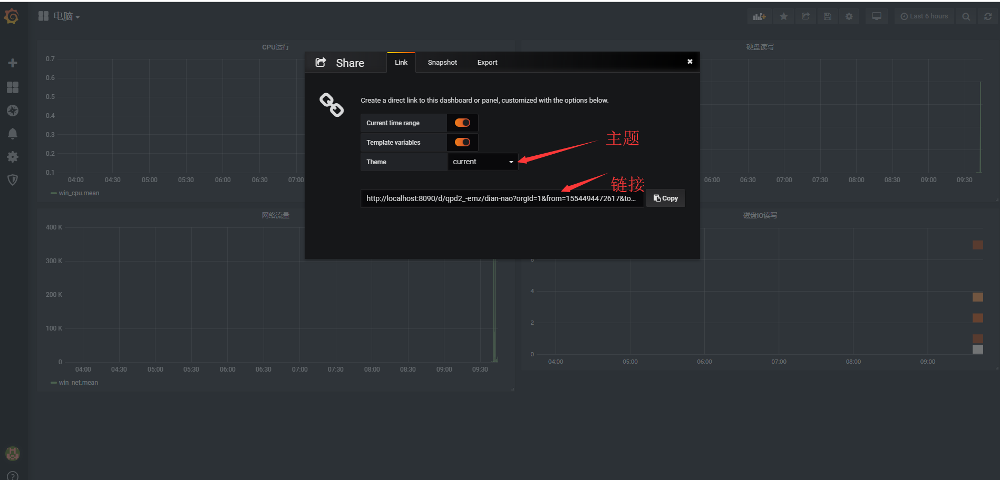 电脑
Last 6 hours
CPU运行
0.7
0.6
0.5
0.4
0.3
0.2
0.1
04:00 04:30 05:00 05:30 06:00 06:30 07:00
win_cpu.mean
硬盘读写
06:00 06:30 07:00 07:30 08:00 08:30 09:00 09:30
Share
Link Snapshot Export
Create a direct link to this dashboard or panel, customized with the options below.
Current time range
Template variables
Theme current
主题
链接
http://localhost:8090/d/qpd2_-emz/dian-nao?orgId=1&from=1554494472617&to...
Copy
网络流量
400 K
300 K
200 K
100 K
0
04:00 04:30 05:00 05:30 06:00 06:30 07:00 07:30 08:00 08:30 09:00 09:30
win_net.mean
磁盘IO读写
6
4
2
0
04:00 05:00 06:00 07:00 08:00 09:00